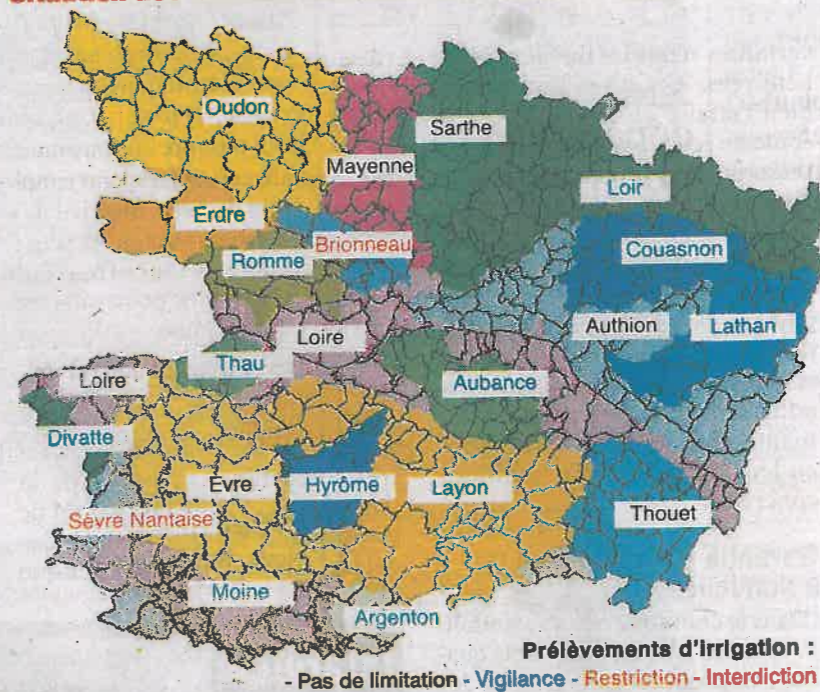 Oudon
Sarthe
Mayenne
Loir
Erdre
Brionneau
Couasnon
Romme
Authion
Lathan
Loire
Thau
Loire
Aubance
Divatte
Evre
Hyrôme
Layon
Thouet
Sèvre Nantaise
Moine
Argenton
Prélèvements d'irrigation :
- Pas de limitation - Vigilance - Restriction - Interdiction